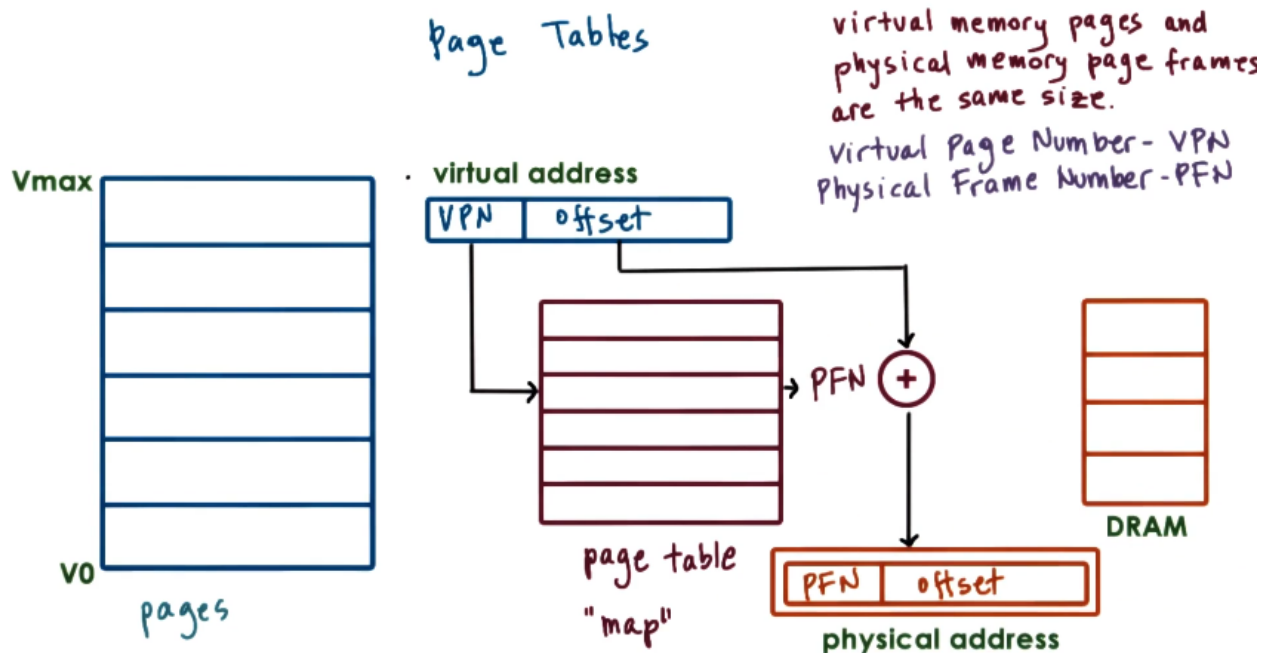 Page Tables
virtual memory pages and
physical memory page frames
are the same size.
Virtual Page Number - VPN
Physical Frame Number - PFN
Vmax
virtual address
VPN
offset
PFN
+
DRAM
V0
pages
page table
"map"
PFN
offset
physical address